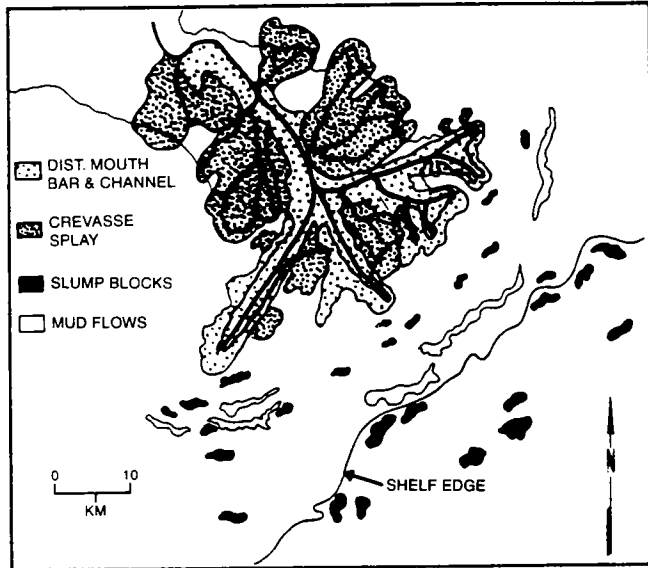 DIST. MOUTH
BAR & CHANNEL
CREVASSE
SPLAY
SLUMP BLOCKS
MUD FLOWS
0 10
KM
SHELF EDGE
N